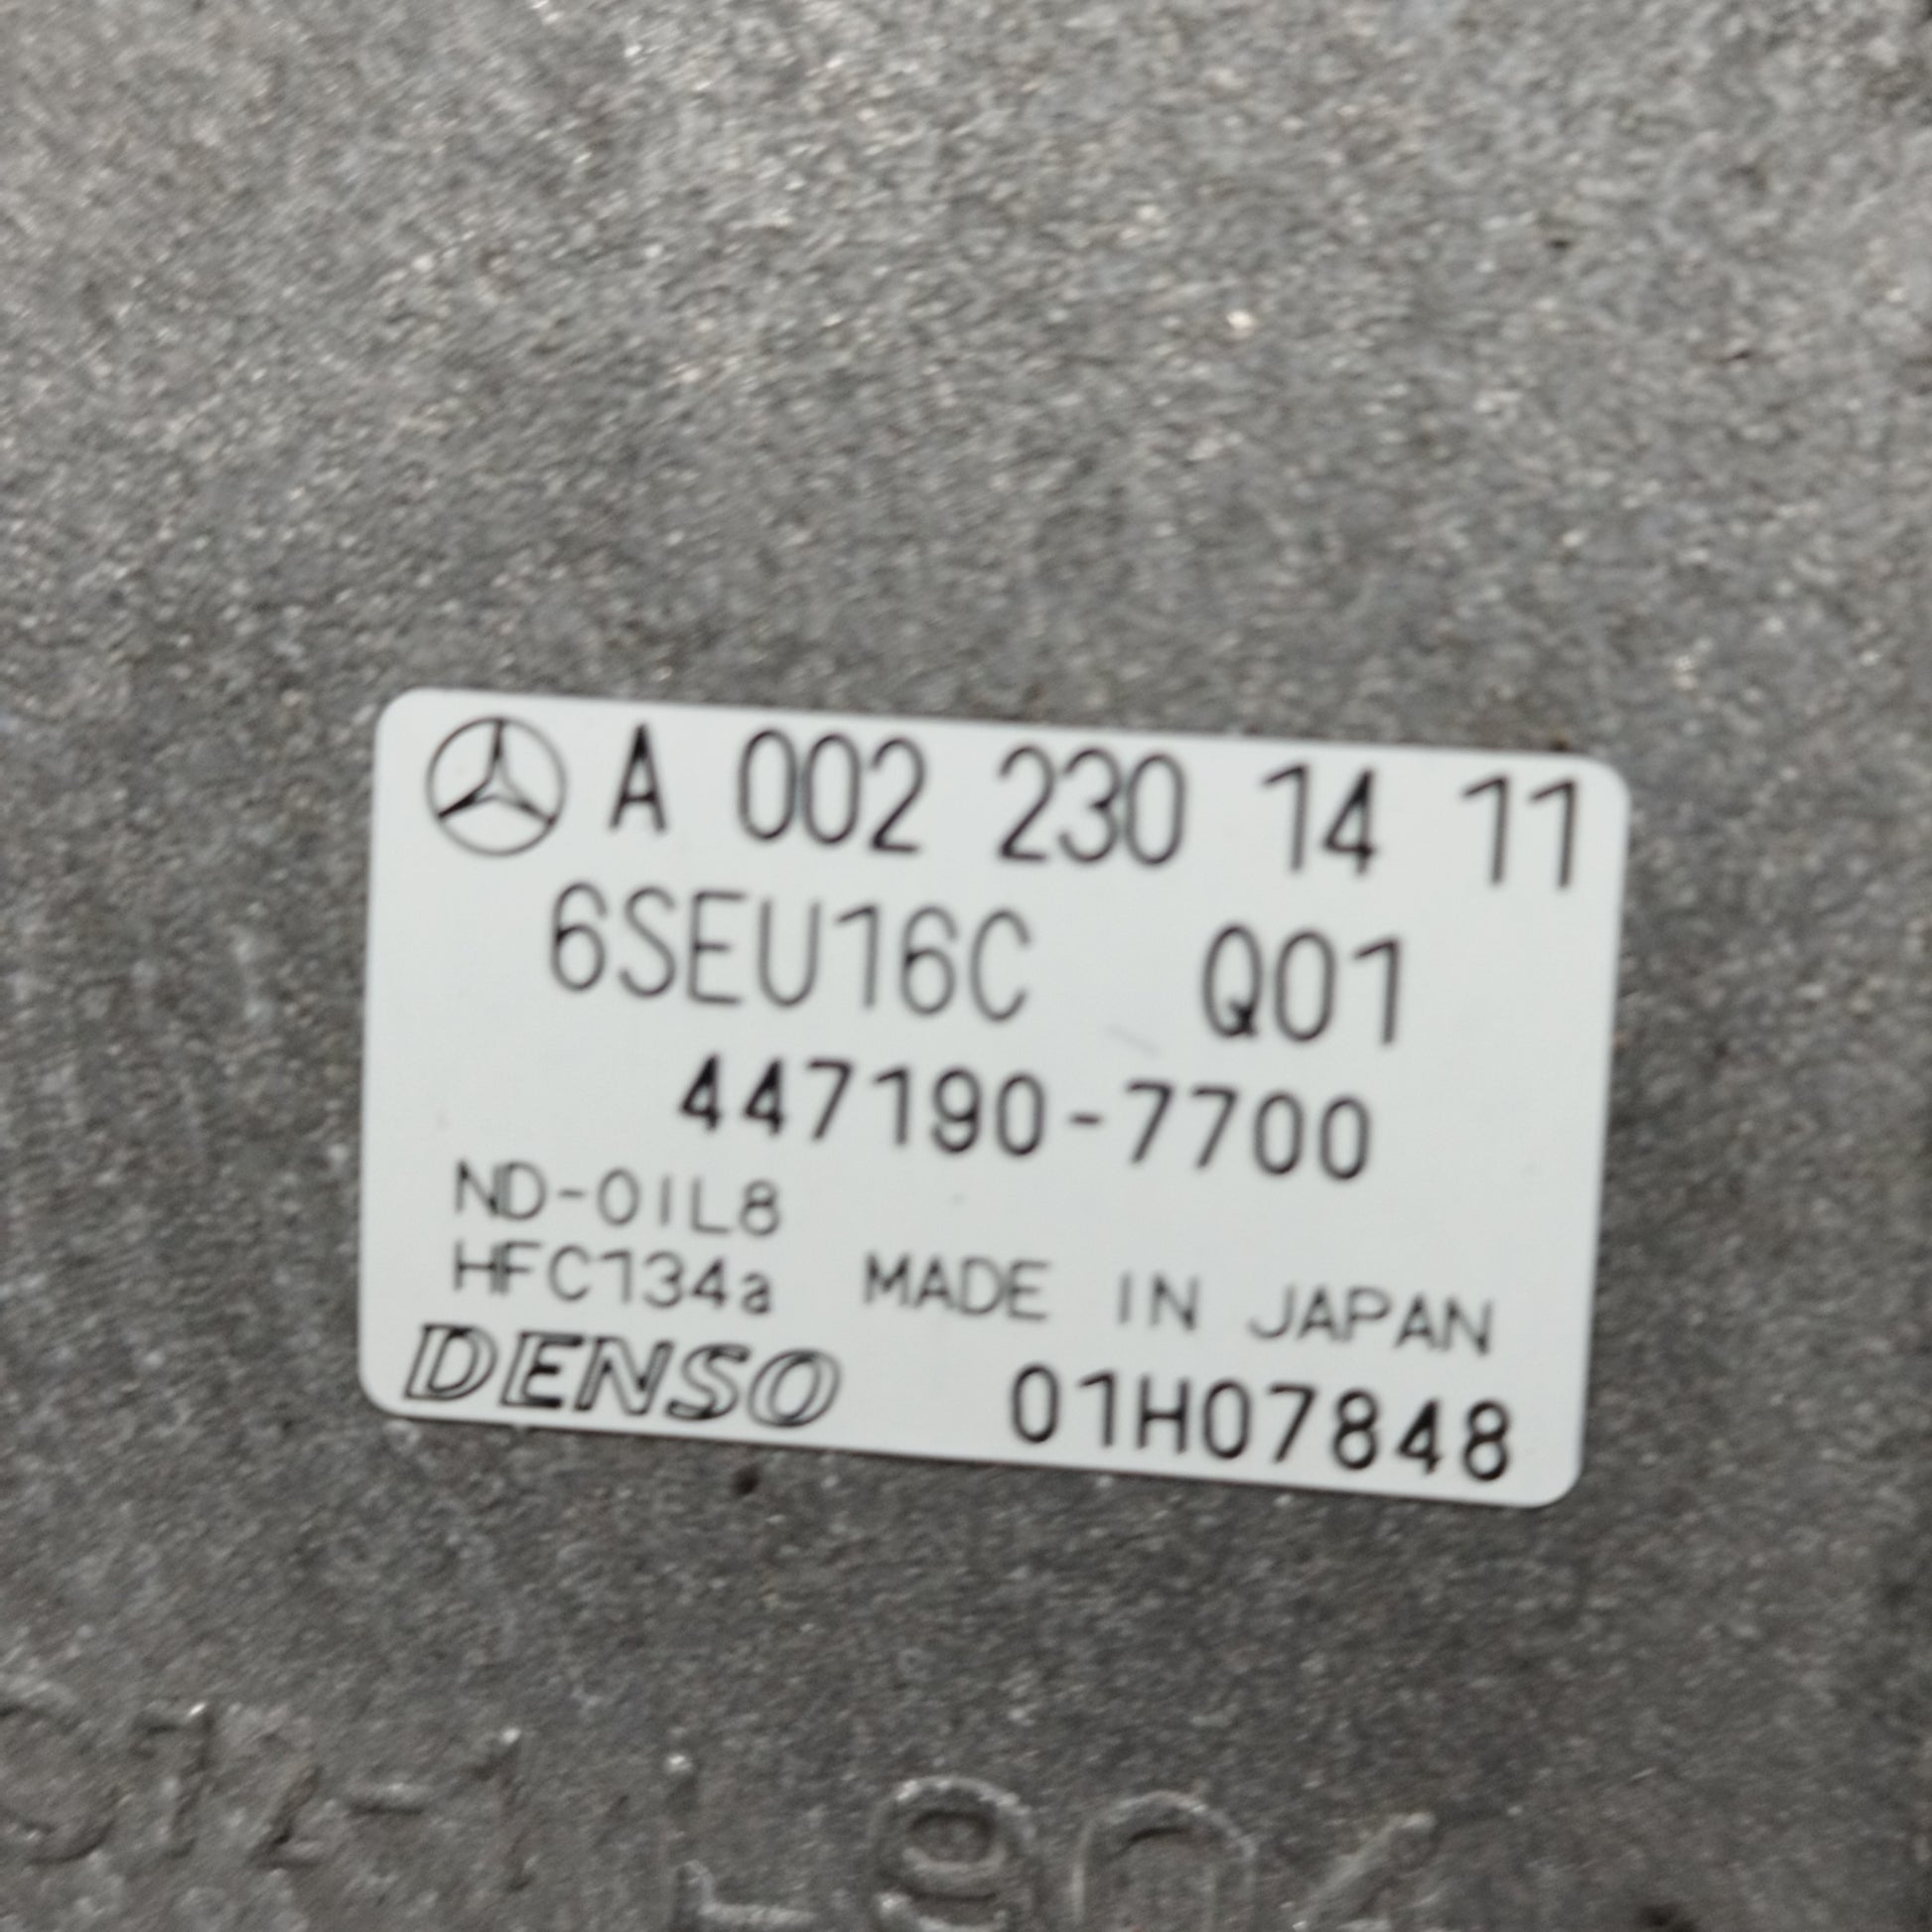 A 002 230 14 11
6SEU16C Q01
447190-7700
ND-OIL8
HFC134a MADE IN JAPAN
DENSO 01H07848